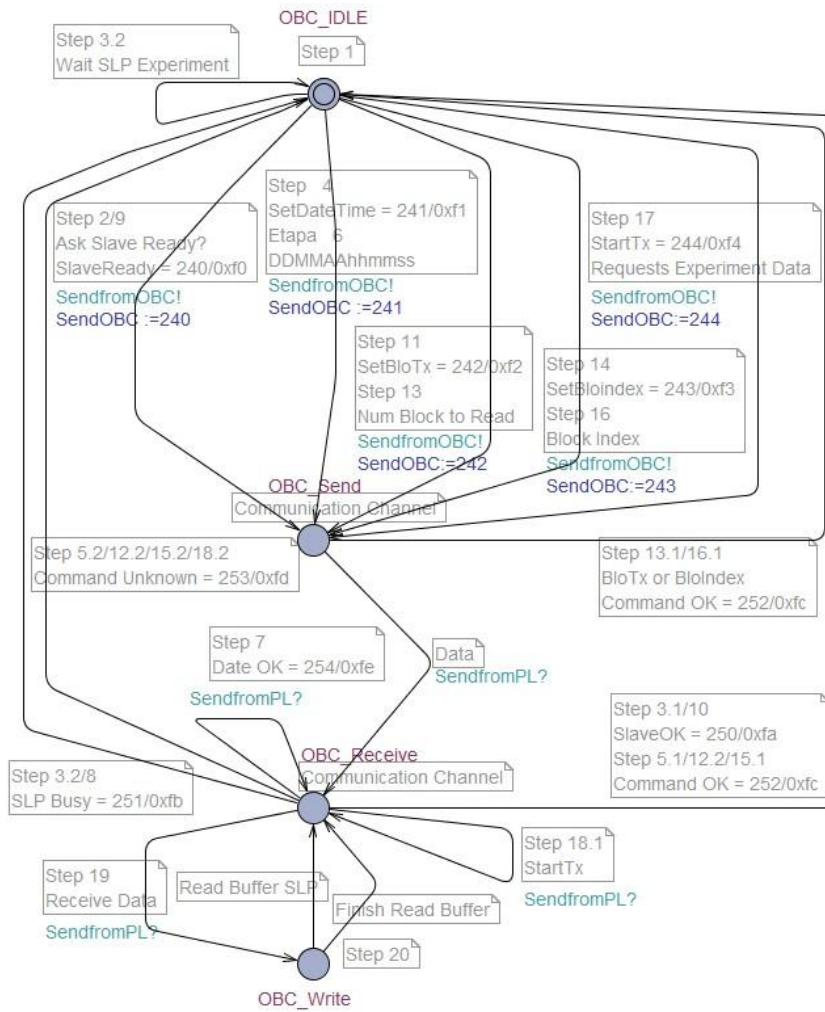 OBC_IDLE
Step 3.2
Wait SLP Experiment
Step 1
Step 2/9
Ask Slave Ready?
SlaveReady = 240/0xf0
SendfromOBC!
SendOBC :=240
Step 4
SetDateTime = 241/0xf1
Etapa 6
DDMMAAhhmmss
SendfromOBC!
SendOBC :=241
Step 17
StartTx = 244/0xf4
Requests Experiment Data
SendfromOBC!
SendOBC:=244
Step 11
SetBloTx = 242/0xf2
Step 13
Num Block to Read
SendfromOBC!
SendOBC:=242
Step 14
SetBloindex = 243/0xf3
Step 16
Block Index
SendfromOBC!
SendOBC:=243
OBC_Send
Communication Channel
Step 5.2/12.2/15.2/18.2
Command Unknown = 253/0xfd
Step 13.1/16.1
BloTx or BloIndex
Command OK = 252/0xfc
Step 7
Date OK = 254/0xfe
SendfromPL?
Data
SendfromPL?
Step 3.1/10
SlaveOK = 250/0xfa
Step 5.1/12.2/15.1
Command OK = 252/0xfc
OBC_Receive
Communication Channel
Step 3.2/8
SLP Busy = 251/0xfb
Step 18.1
StartTx
SendfromPL?
Step 19
Receive Data
SendfromPL?
Read Buffer SLP
Finish Read Buffer
Step 20
OBC_Write